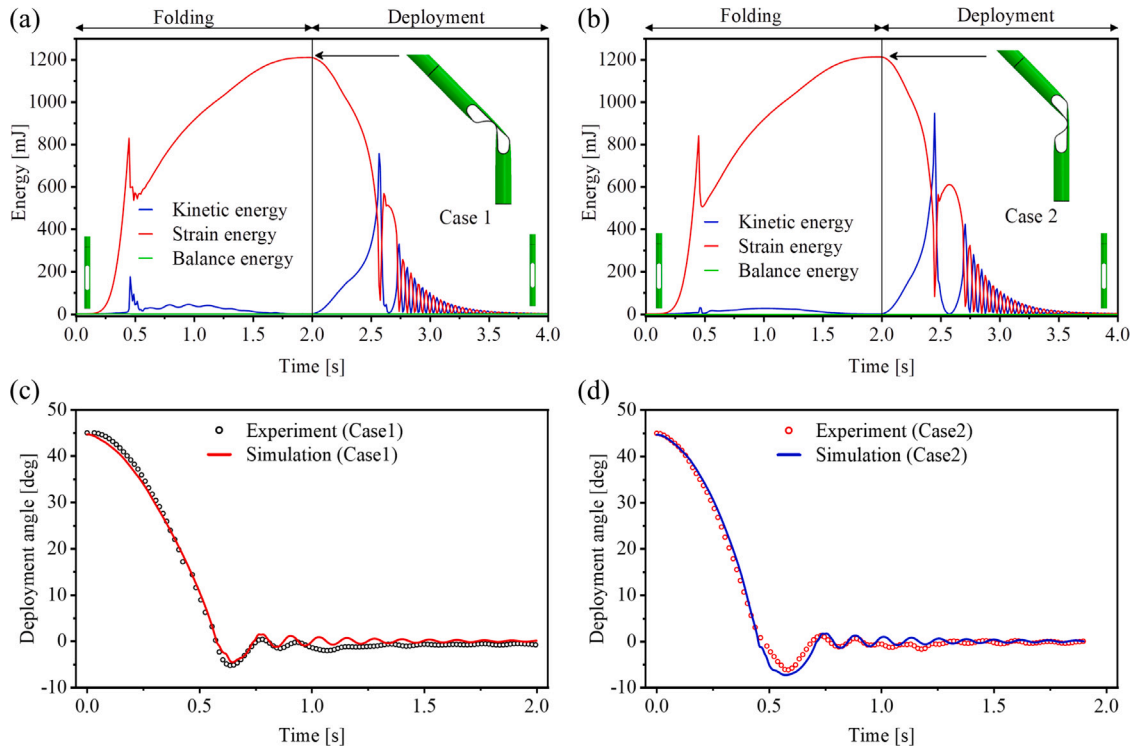 (a)
Folding
Deployment
1200
1000
800
600
400
200
0
Energy [mJ]
Kinetic energy
Strain energy
Balance energy
Case 1
0.0 0.5 1.0 1.5 2.0 2.5 3.0 3.5 4.0
Time [s]
(b)
Folding
Deployment
1200
1000
800
600
400
200
0
Energy [mJ]
Kinetic energy
Strain energy
Balance energy
Case 2
0.0 0.5 1.0 1.5 2.0 2.5 3.0 3.5 4.0
Time [s]
(c)
50
40
30
20
10
0
-10
Deployment angle [deg]
Experiment (Case1)
Simulation (Case1)
0.0 0.5 1.0 1.5 2.0
Time [s]
(d)
50
40
30
20
10
0
-10
Deployment angle [deg]
Experiment (Case2)
Simulation (Case2)
0.0 0.5 1.0 1.5 2.0
Time [s]